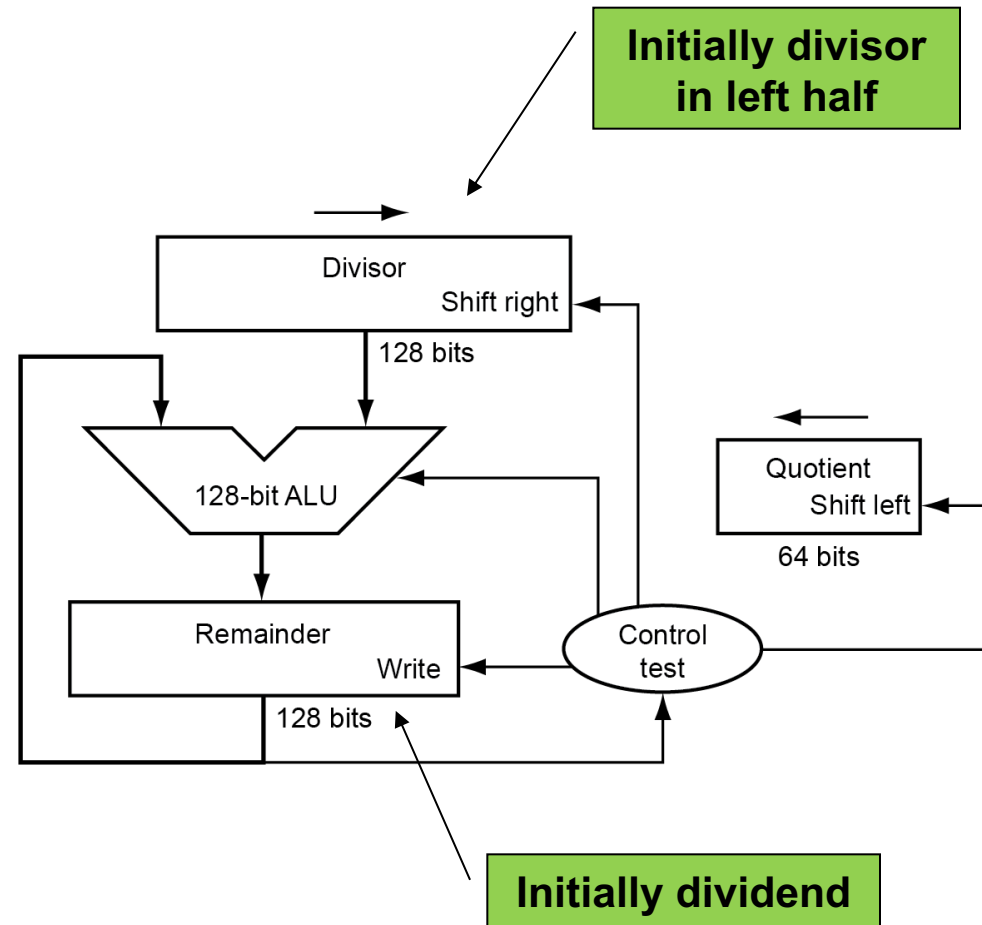 Initially divisor
in left half
Divisor
Shift right
128 bits
128-bit ALU
Quotient
Shift left
64 bits
Remainder
Write
128 bits
Control
test
Initially dividend